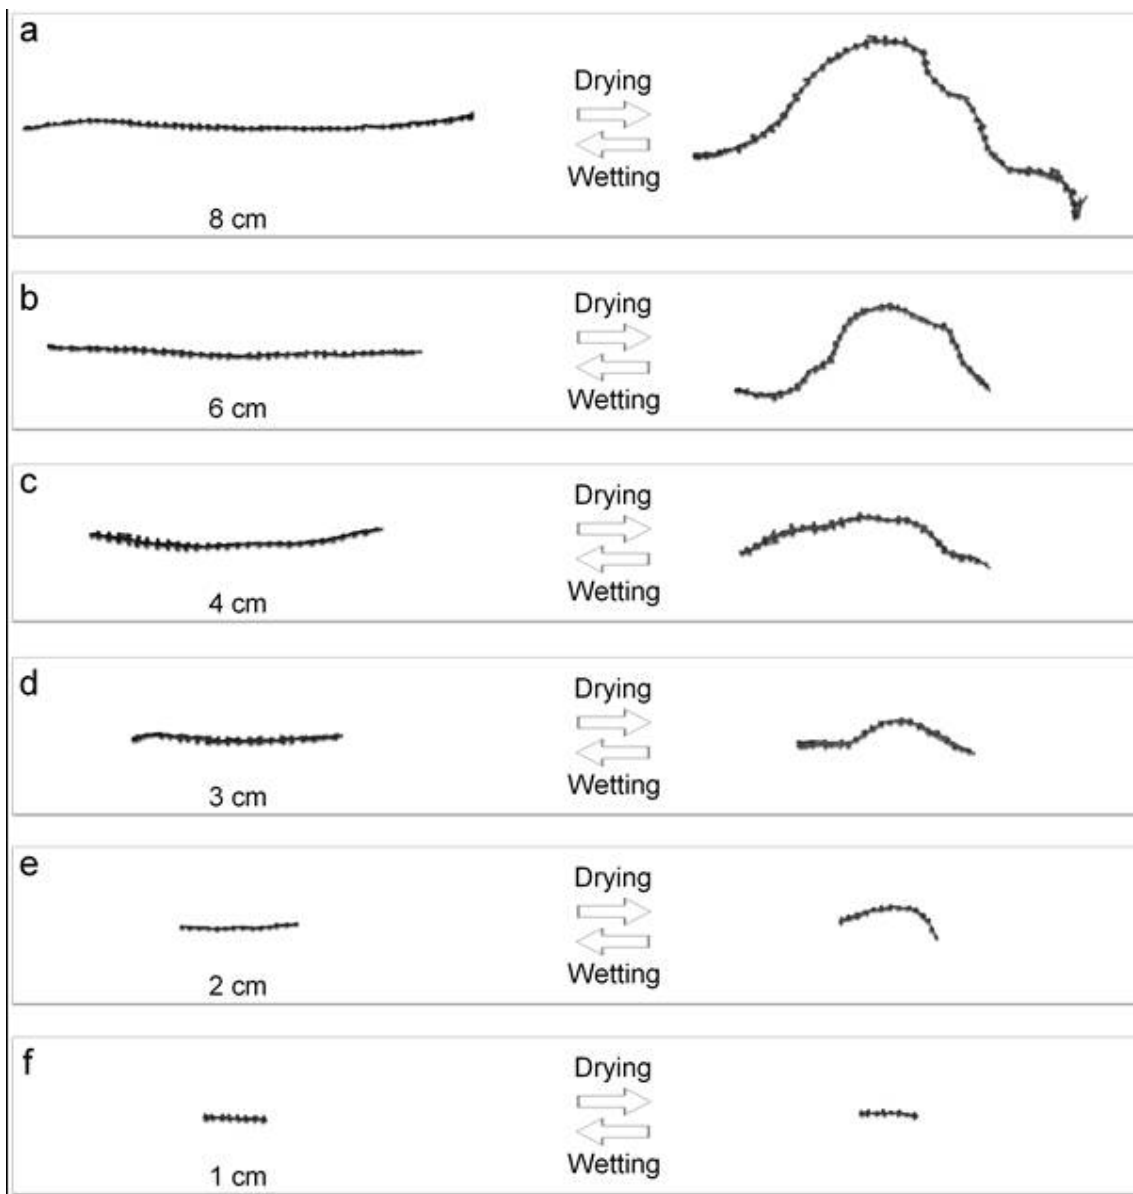 a
Drying
Wetting
8 cm
b
Drying
Wetting
6 cm
c
Drying
Wetting
4 cm
d
Drying
Wetting
3 cm
e
Drying
Wetting
2 cm
f
Drying
Wetting
1 cm